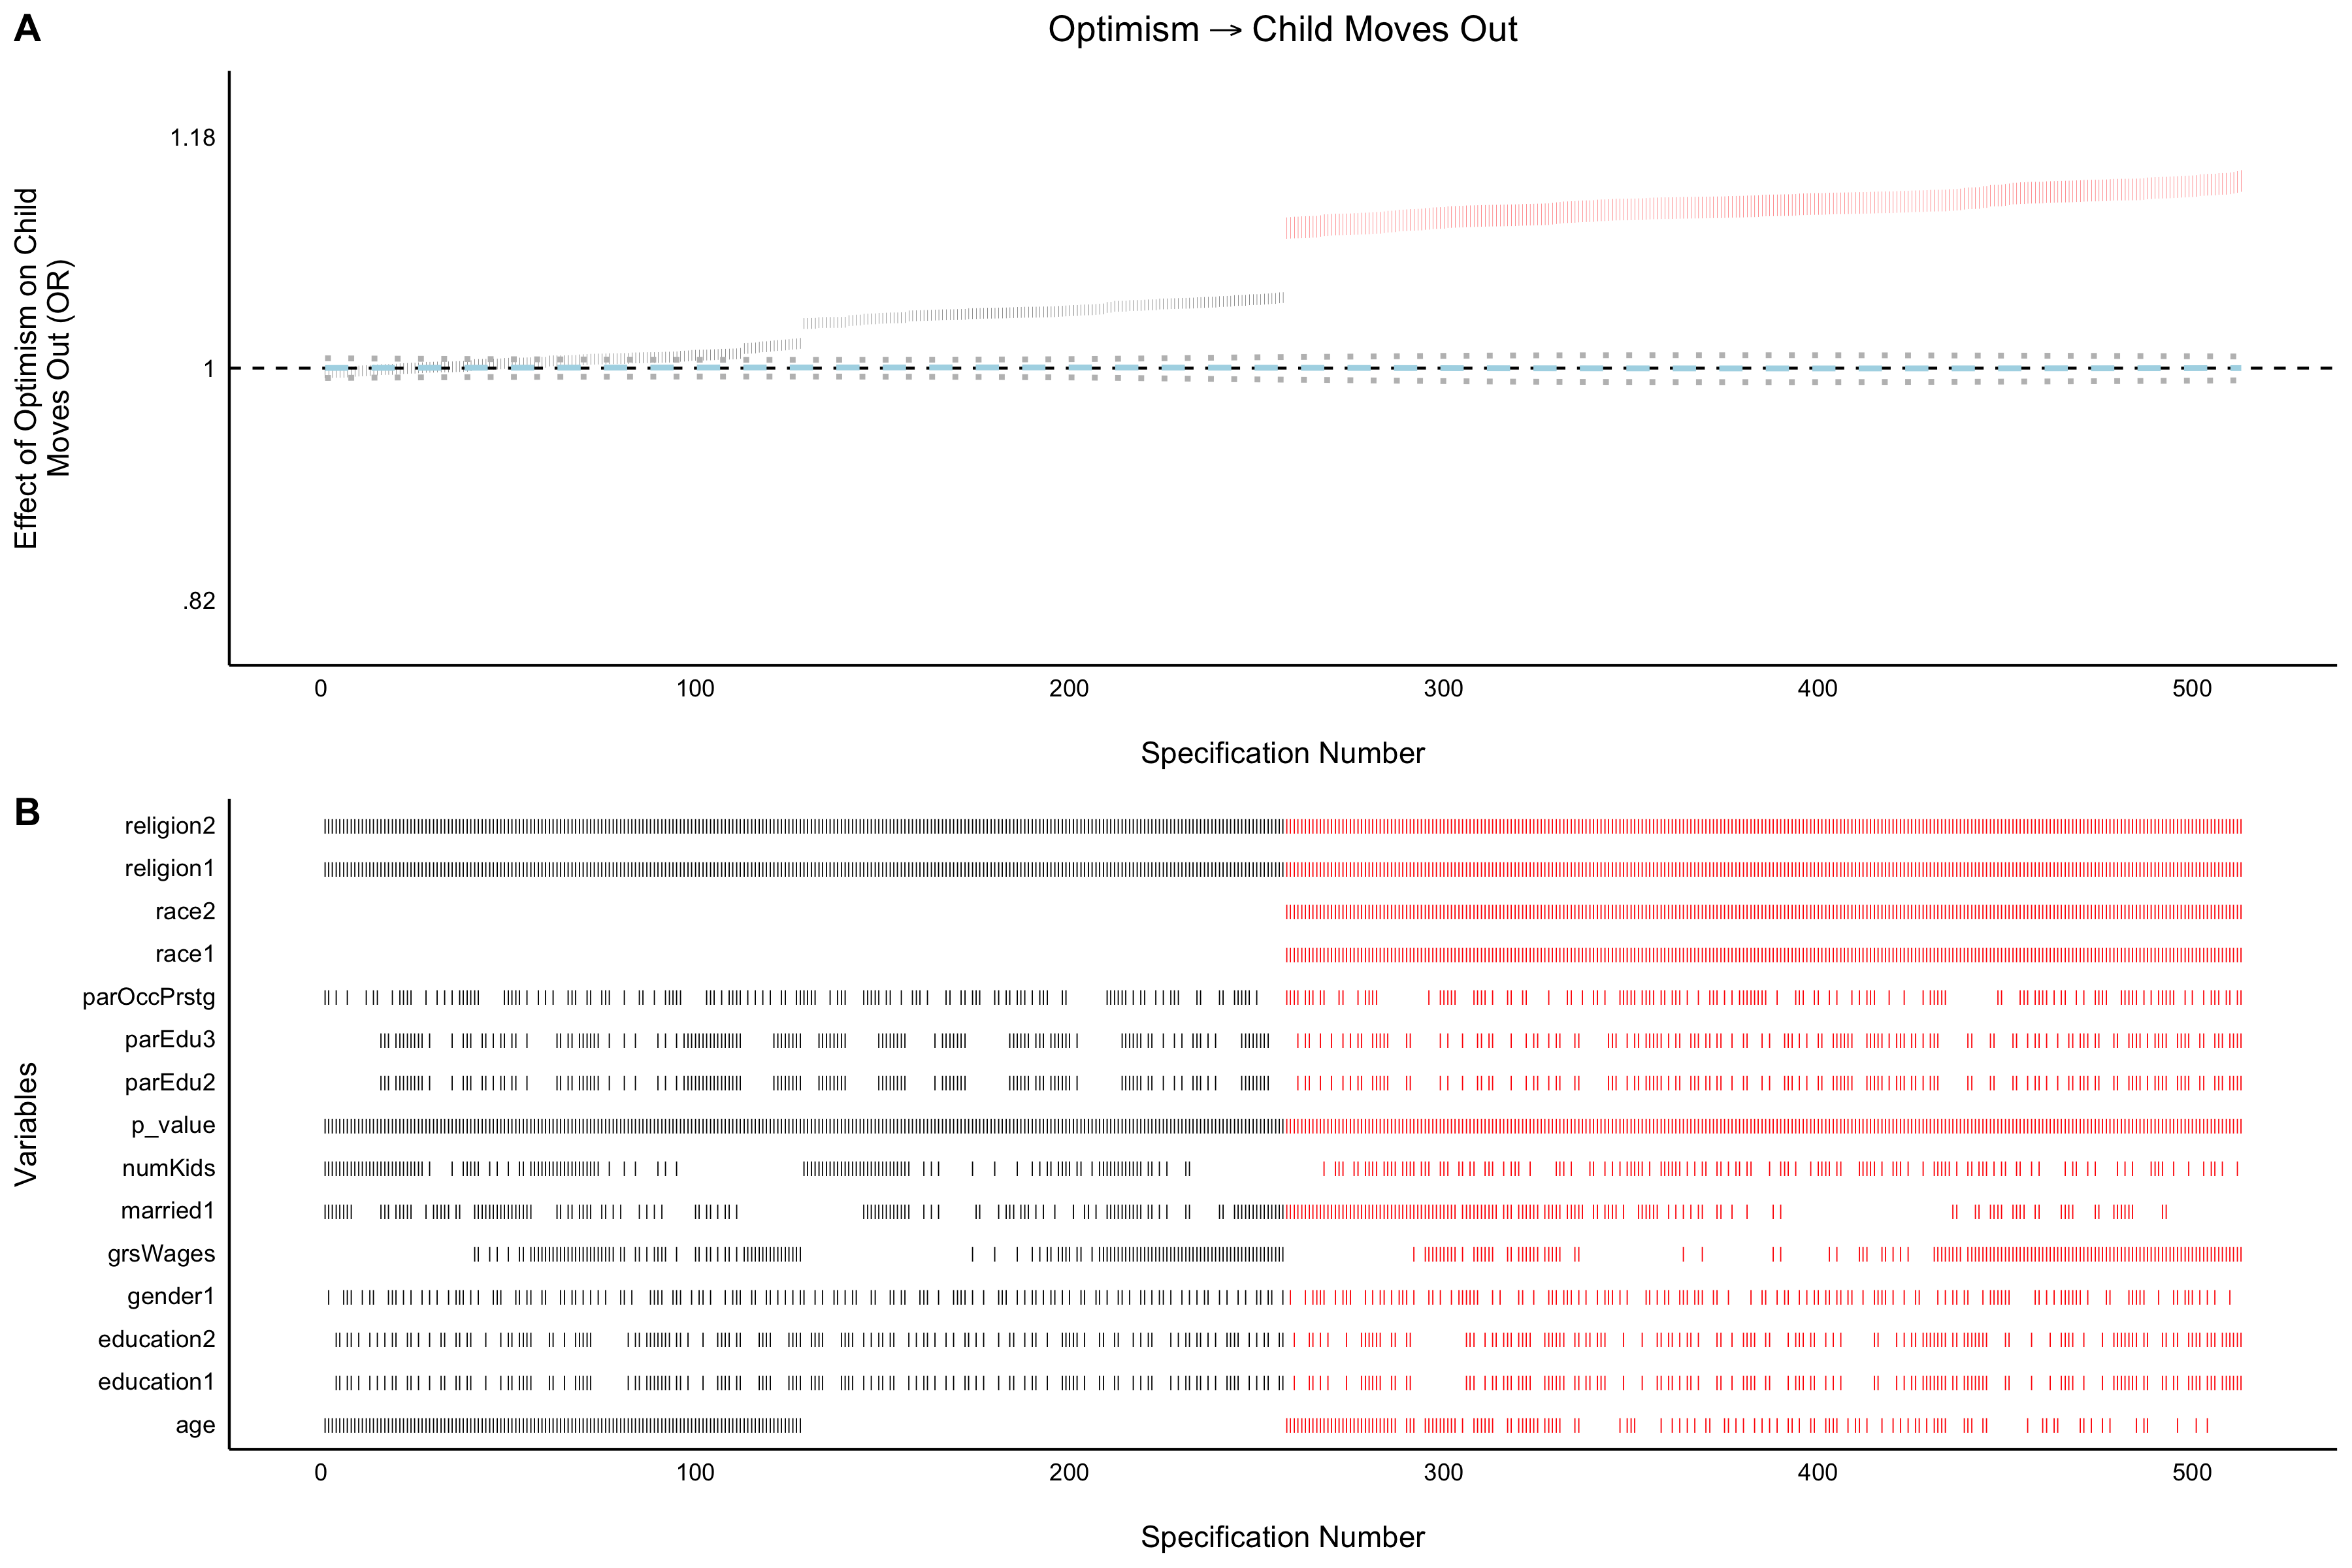 A
Optimism → Child Moves Out
Effect of Optimism on Child
Moves Out (OR)
1.18
1
.82
0 100 200 300 400 500
Specification Number
B
Variables
religion2
religion1
race2
race1
parOccPrstg
parEdu3
parEdu2
p_value
numKids
married1
grsWages
gender1
education2
education1
age
0 100 200 300 400 500
Specification Number